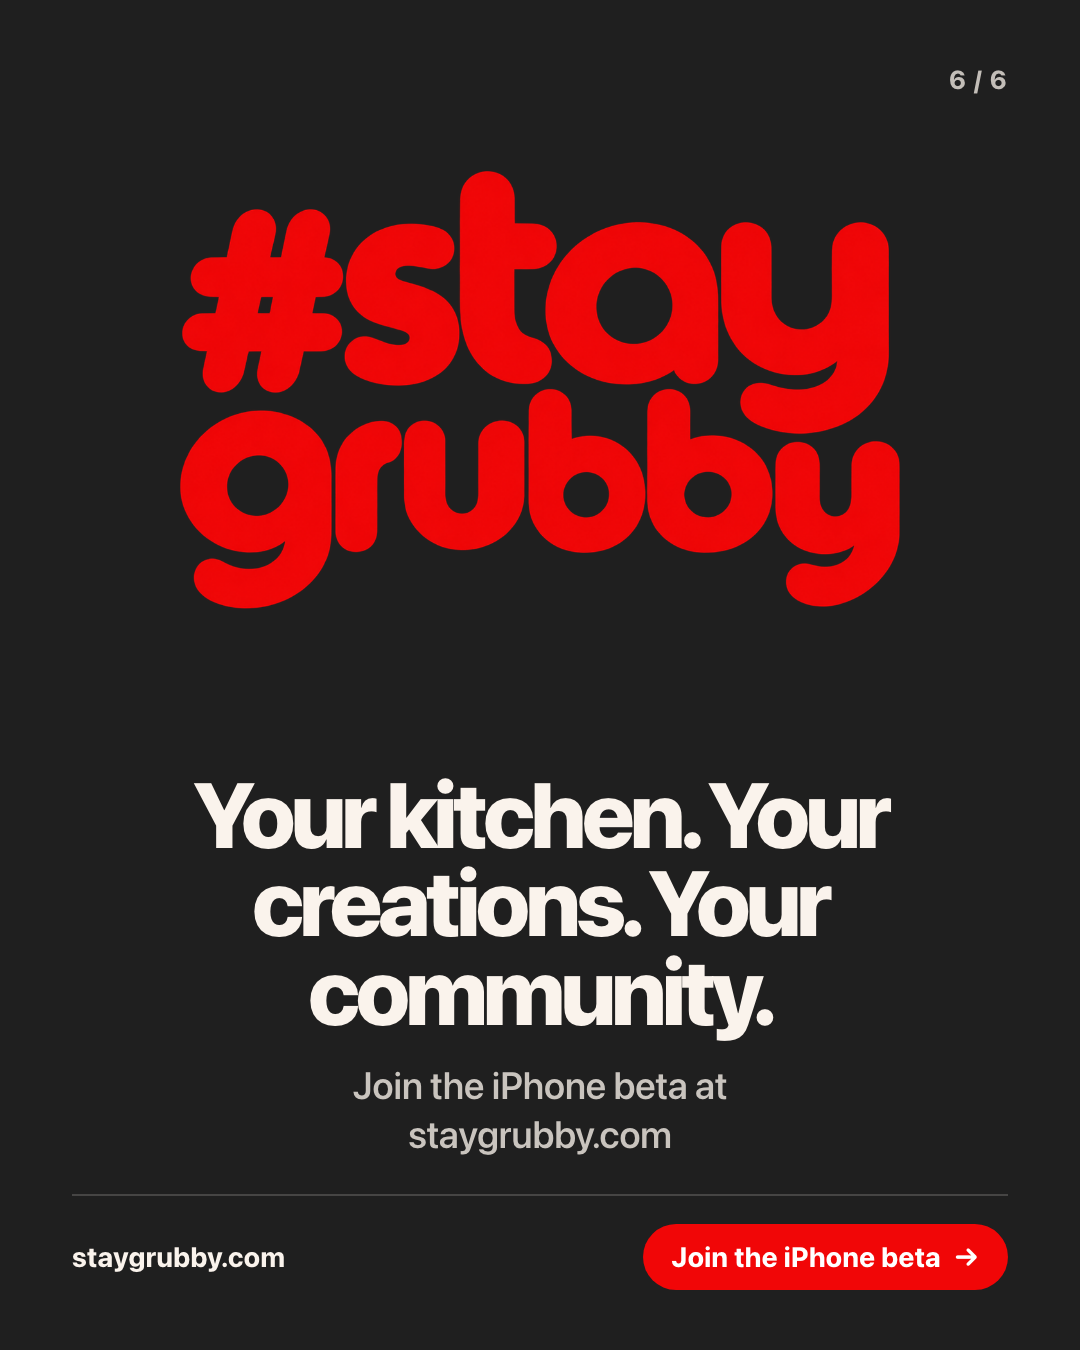 6 / 6
#stay
grubby
Your kitchen. Your
creations. Your
community.
Join the iPhone beta at
staygrubby.com
staygrubby.com
Join the iPhone beta →